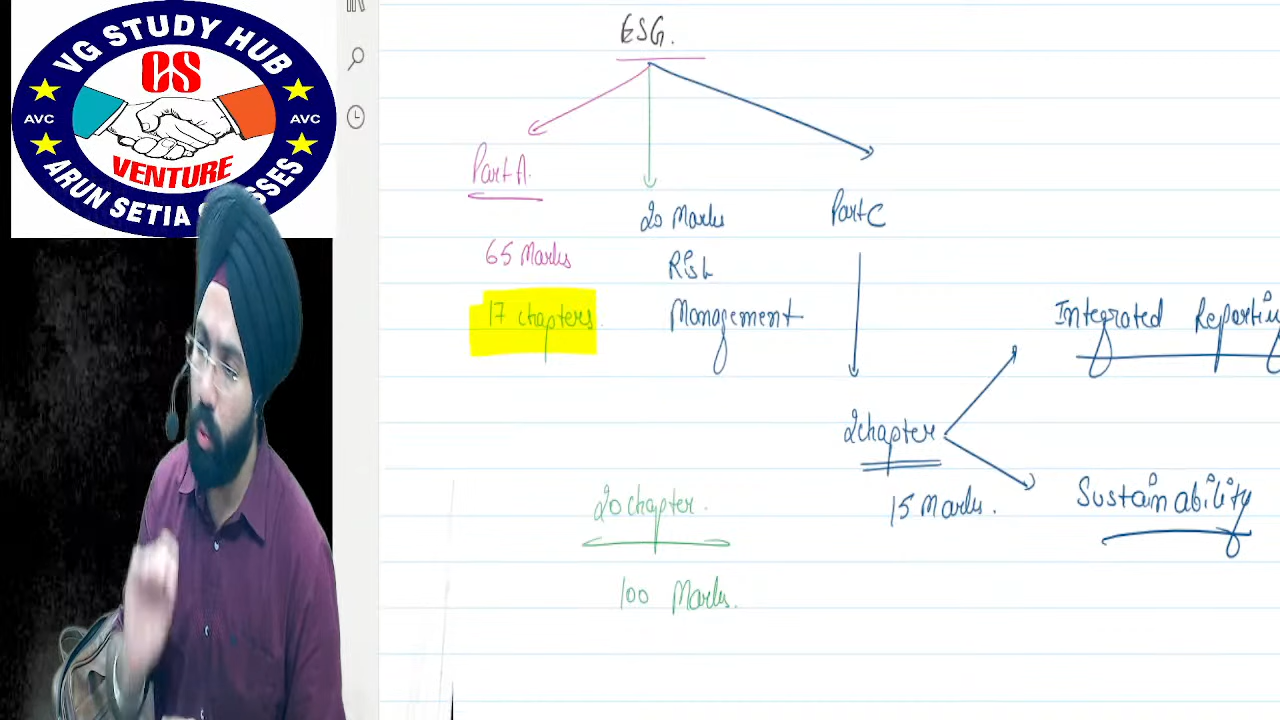 VG STUDY HUB
CS
AVC
AVC
VENTURE
ARUN SETIA
ESG.
Part A.
65 Marks
17 chapters.
20 Marks
Risk
Management
Part C
2 chapter
15 Marks.
Integrated
Sustainability
20 chapter.
100 Marks.